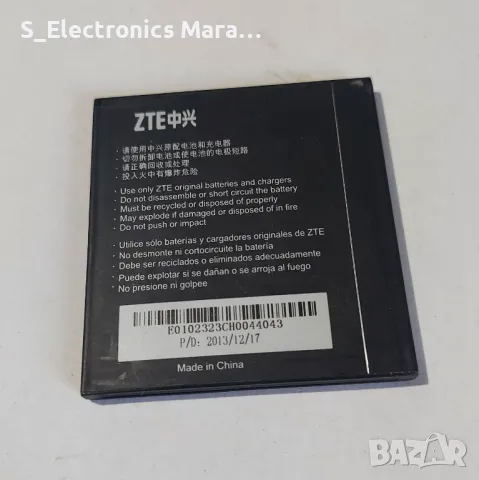 S_Electronics Mara...
ZTE中兴
· 请使用中兴原配电池和充电器
· 切勿拆卸电池或使电池的电极短路
· 请正确回收或处理
· 投入火中有爆炸危险
· Use only ZTE original batteries and chargers
· Do not disassemble or short circuit the battery
· Must be recycled or disposed of properly
· May explode if damaged or disposed of in fire
· Do not push or impact
· Utilice sólo baterías y cargadores originales de ZTE
· No desmonte ni cortocircuite la batería
· Debe ser reciclados o eliminados adecuadamente
· Puede explotar si se dañan o se arroja al fuego
· No presione ni golpee
E0102323CH0044043
P/D: 2013/12/17
Made in China
BAZAR